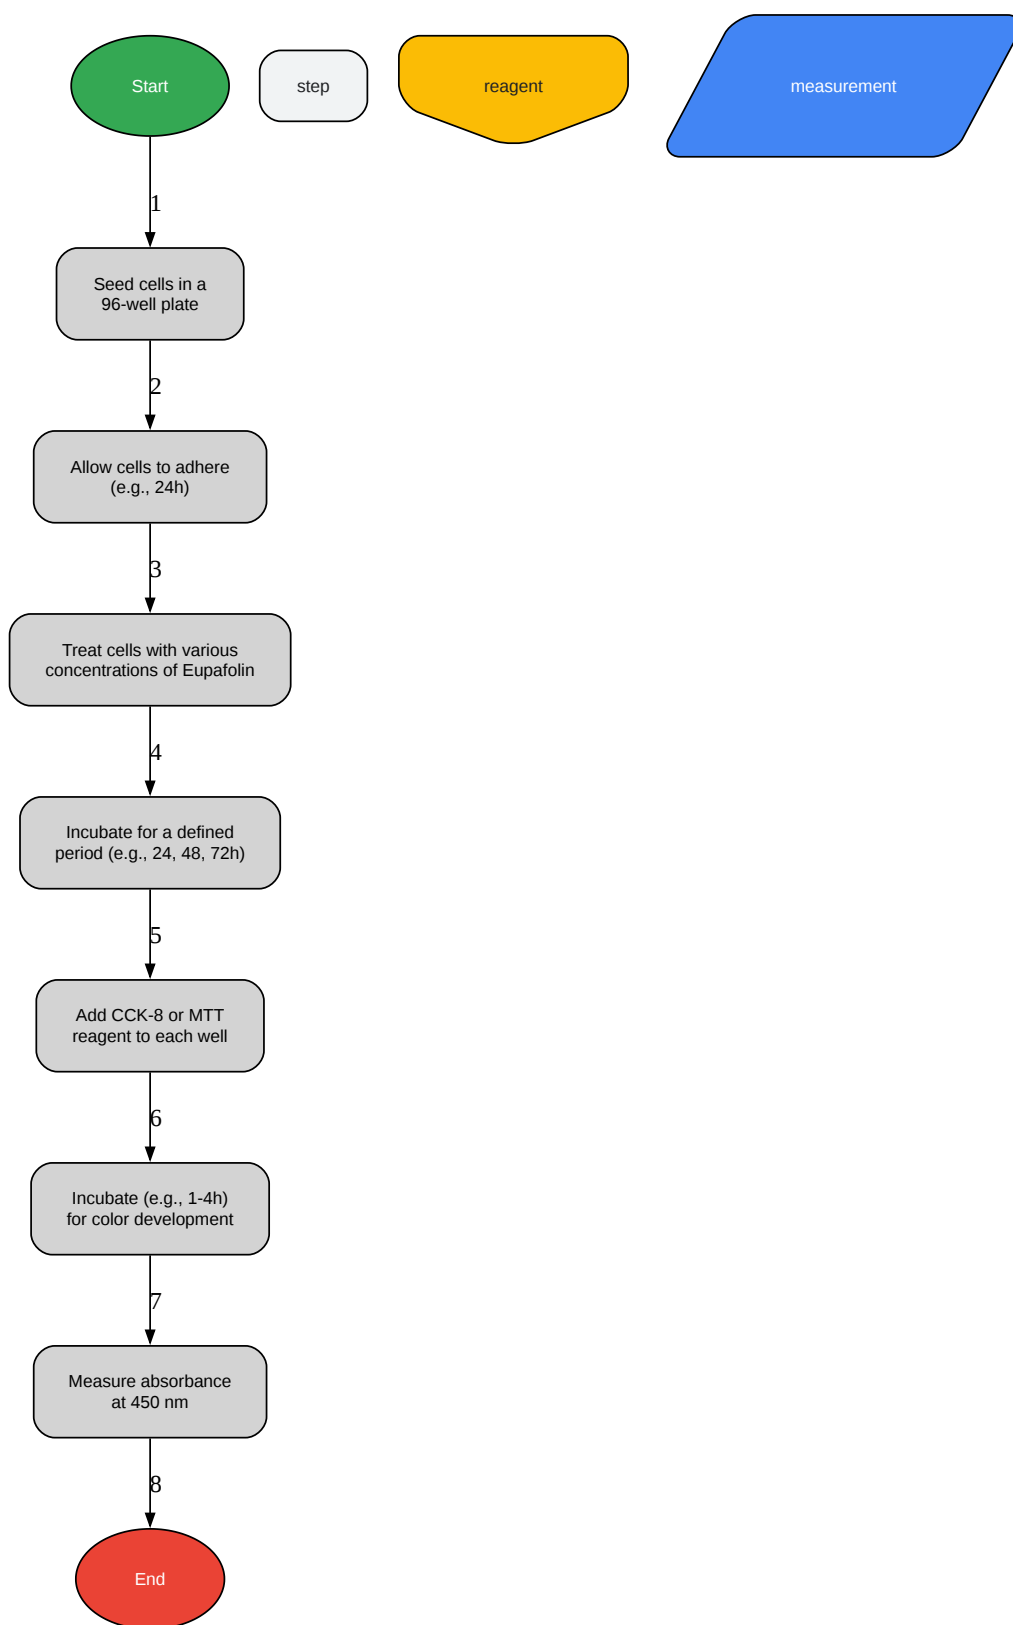 Start
step
reagent
measurement
1
Seed cells in a
96-well plate
2
Allow cells to adhere
(e.g., 24h)
3
Treat cells with various
concentrations of Eupafolin
4
Incubate for a defined
period (e.g., 24, 48, 72h)
5
Add CCK-8 or MTT
reagent to each well
6
Incubate (e.g., 1-4h)
for color development
7
Measure absorbance
at 450 nm
8
End